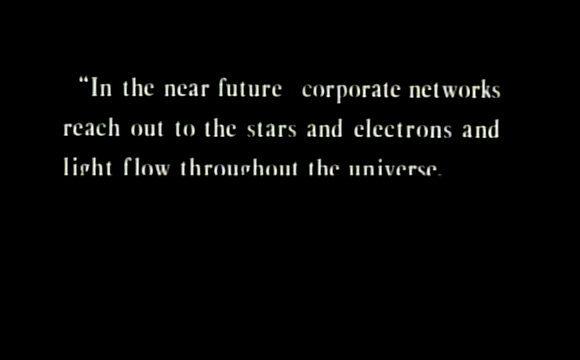 “In the near future corporate networks
reach out to the stars and electrons and
light flow throughout the universe.